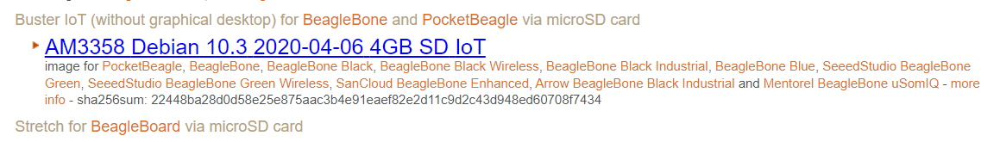 Buster IoT (without graphical desktop) for BeagleBone and PocketBeagle via microSD card
AM3358 Debian 10.3 2020-04-06 4GB SD IoT
image for PocketBeagle, BeagleBone, BeagleBone Black, BeagleBone Black Wireless, BeagleBone Black Industrial, BeagleBone Blue, SeeedStudio BeagleBone
Green, SeeedStudio BeagleBone Green Wireless, SanCloud BeagleBone Enhanced, Arrow BeagleBone Black Industrial and Mentorel BeagleBone uSomIQ - more
info - sha256sum: 22448ba28d0d58e25e875aac3b4e91eaef82e2d11c9d2c43d948ed60708f7434
Stretch for BeagleBoard via microSD card